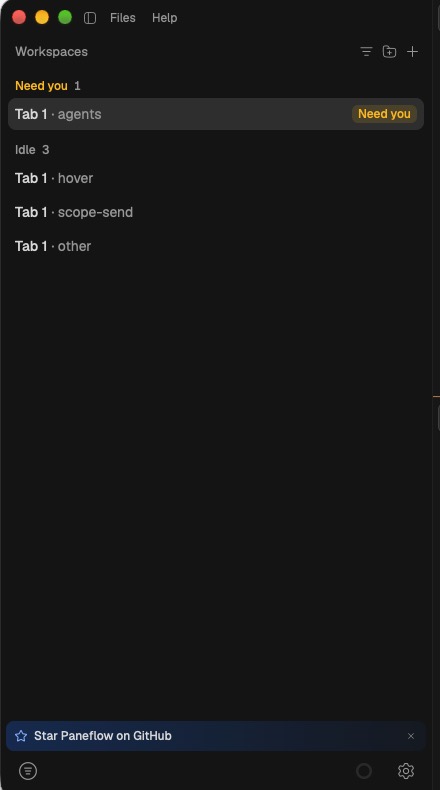 Files Help
Workspaces
Need you 1
Tab 1 · agents Need you
Idle 3
Tab 1 · hover
Tab 1 · scope-send
Tab 1 · other
Star Paneflow on GitHub